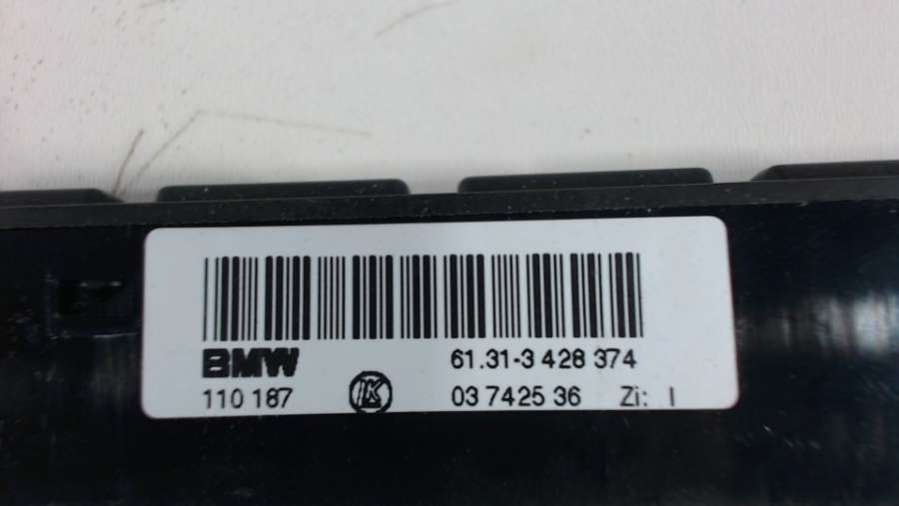 BMW 61.31-3 428 374
110 187 K 03 7425 36 Zi: I